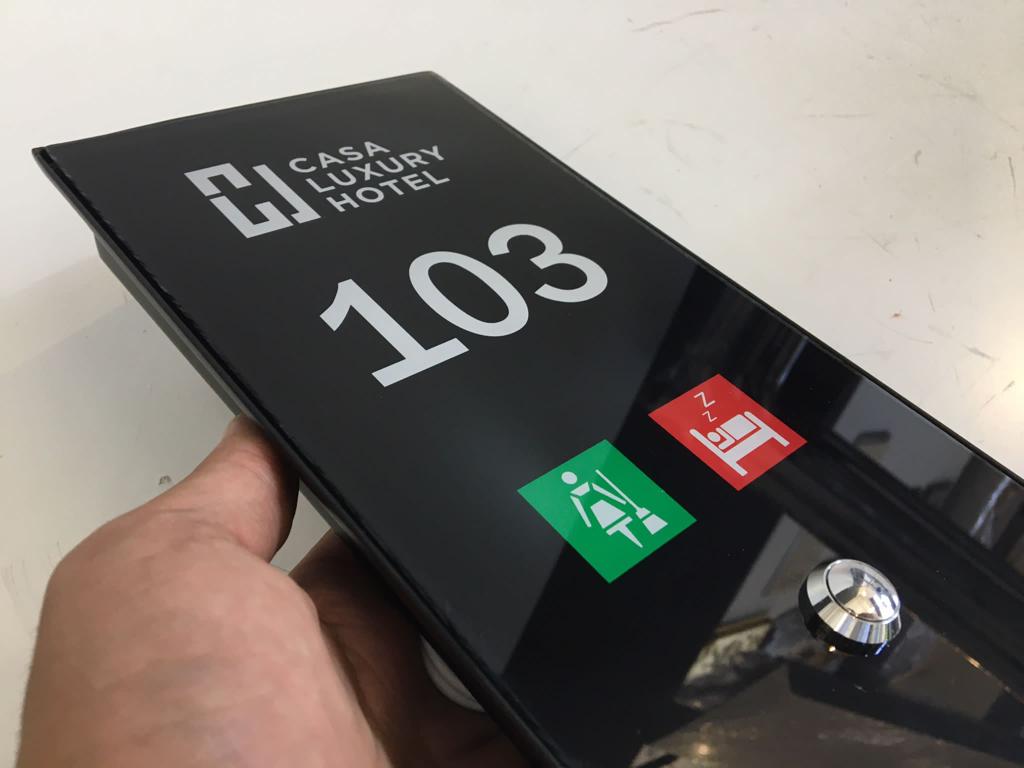 CASA
LUXURY
HOTEL
103
Z
Z